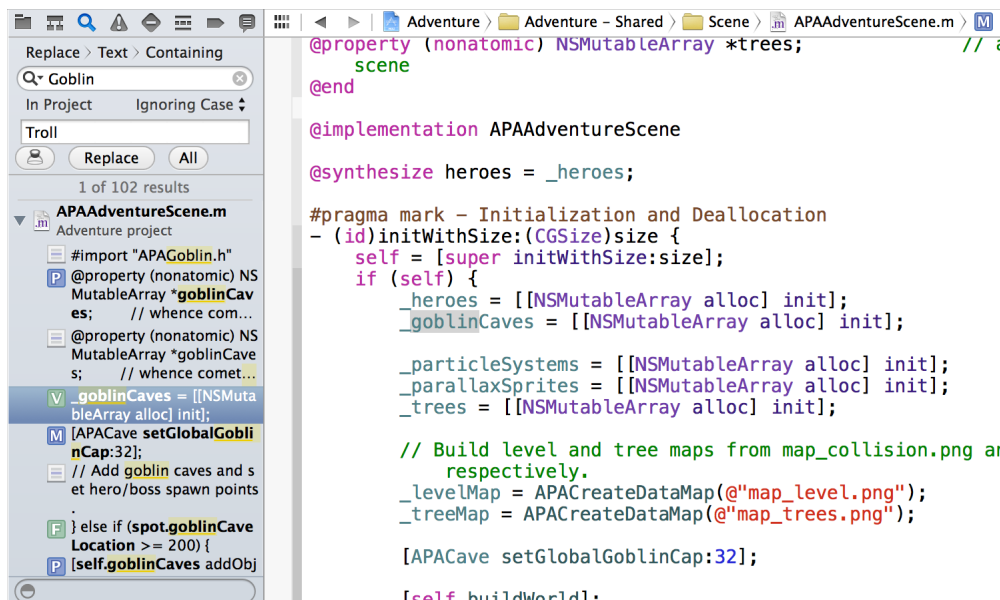 Adventure Adventure – Shared Scene APAAdventureScene.m M
Replace Text Containing
Goblin
In Project Ignoring Case
Troll
Replace All
1 of 102 results
APAAdventureScene.m
Adventure project
#import "APAGoblin.h"
P @property (nonatomic) NS
MutableArray *goblinCav
es; // whence com...
@property (nonatomic) NS
MutableArray *goblinCave
s; // whence comet...
V _goblinCaves = [[NSMuta
bleArray alloc] init];
M [APACave setGlobalGobli
nCap:32];
// Add goblin caves and s
et hero/boss spawn points
.
F } else if (spot.goblinCave
Location >= 200) {
P [self.goblinCaves addObj
@property (nonatomic) NSMutableArray *trees; // a
scene
@end
@implementation APAAdventureScene
@synthesize heroes = _heroes;
#pragma mark – Initialization and Deallocation
– (id)initWithSize:(CGSize)size {
self = [super initWithSize:size];
if (self) {
_heroes = [[NSMutableArray alloc] init];
_goblinCaves = [[NSMutableArray alloc] init];
_particleSystems = [[NSMutableArray alloc] init];
_parallaxSprites = [[NSMutableArray alloc] init];
_trees = [[NSMutableArray alloc] init];
// Build level and tree maps from map_collision.png an
respectively.
_levelMap = APACreateDataMap(@"map_level.png");
_treeMap = APACreateDataMap(@"map_trees.png");
[APACave setGlobalGoblinCap:32];
[self buildWorld];